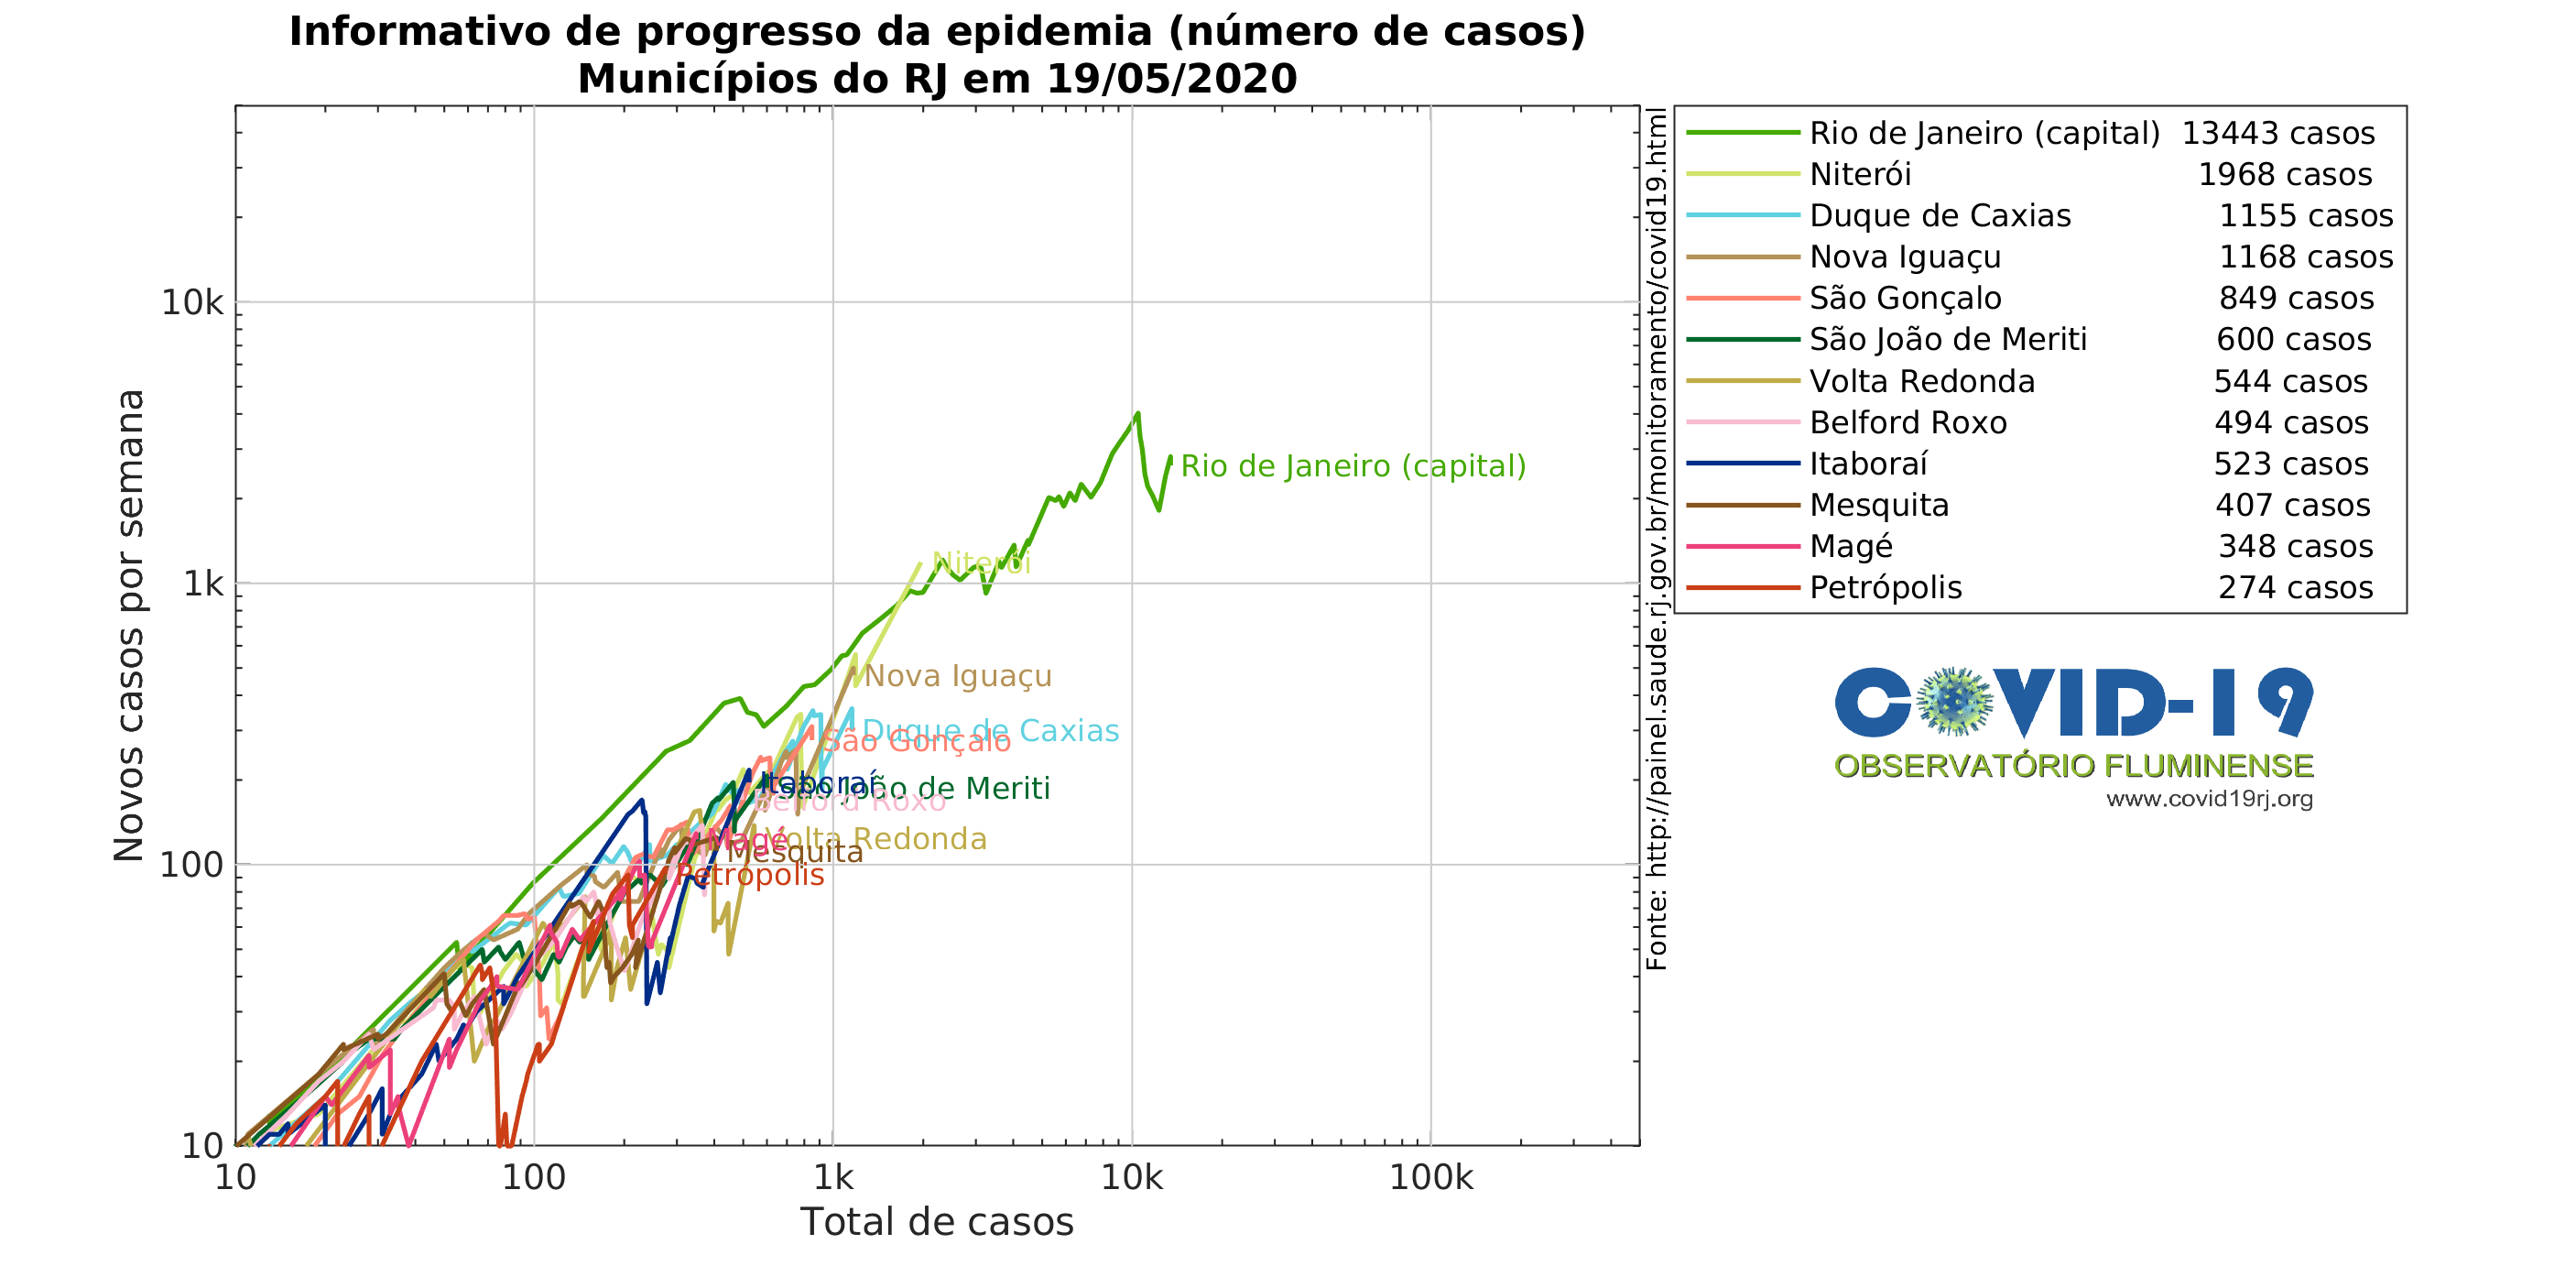 Informativo de progresso da epidemia (número de casos)
Municípios do RJ em 19/05/2020
Novos casos por semana
10k
1k
100
10
10
100
1k
10k
100k
Total de casos
Rio de Janeiro (capital)
Niterói
Nova Iguaçu
Duque de Caxias
São Gonçalo
Itaboraí
São João de Meriti
Belford Roxo
Magé
Volta Redonda
Mesquita
Petrópolis
Fonte: http://painel.saude.rj.gov.br/monitoramento/covid19.html
Rio de Janeiro (capital) 13443 casos
Niterói 1968 casos
Duque de Caxias 1155 casos
Nova Iguaçu 1168 casos
São Gonçalo 849 casos
São João de Meriti 600 casos
Volta Redonda 544 casos
Belford Roxo 494 casos
Itaboraí 523 casos
Mesquita 407 casos
Magé 348 casos
Petrópolis 274 casos
COVID-19
OBSERVATÓRIO FLUMINENSE
www.covid19rj.org